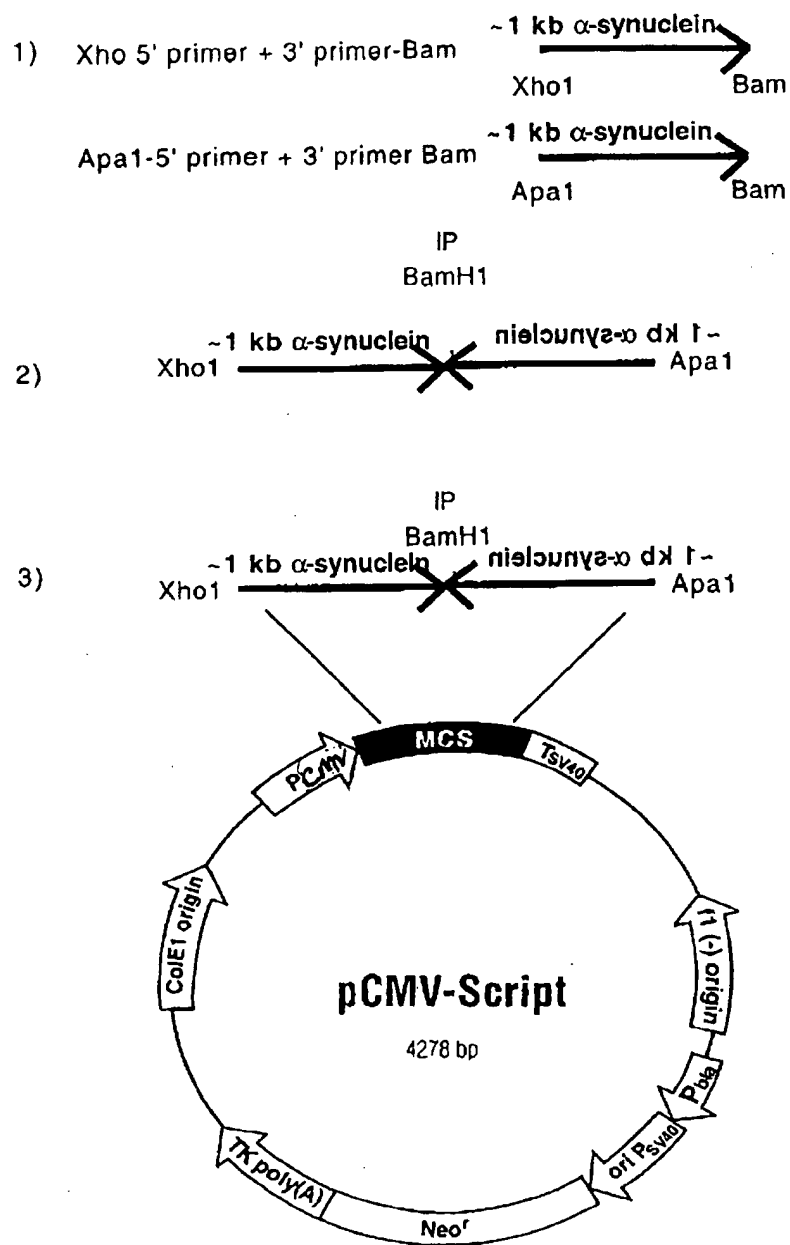 1) Xho 5' primer + 3' primer-Bam
~1 kb α-synuclein
Xho1 Bam
Apa1-5' primer + 3' primer Bam
~1 kb α-synuclein
Apa1 Bam
IP
BamH1
2)
~1 kb α-synuclein
~1 kb α-synuclein
Xho1 Apa1
IP
BamH1
3)
~1 kb α-synuclein
~1 kb α-synuclein
Xho1 Apa1
MCS
PCMV
TSV40
ColE1 origin
f1 (-) origin
pCMV-Script
4278 bp
Pbla
ori PSV40
TK poly(A)
Neoʳ